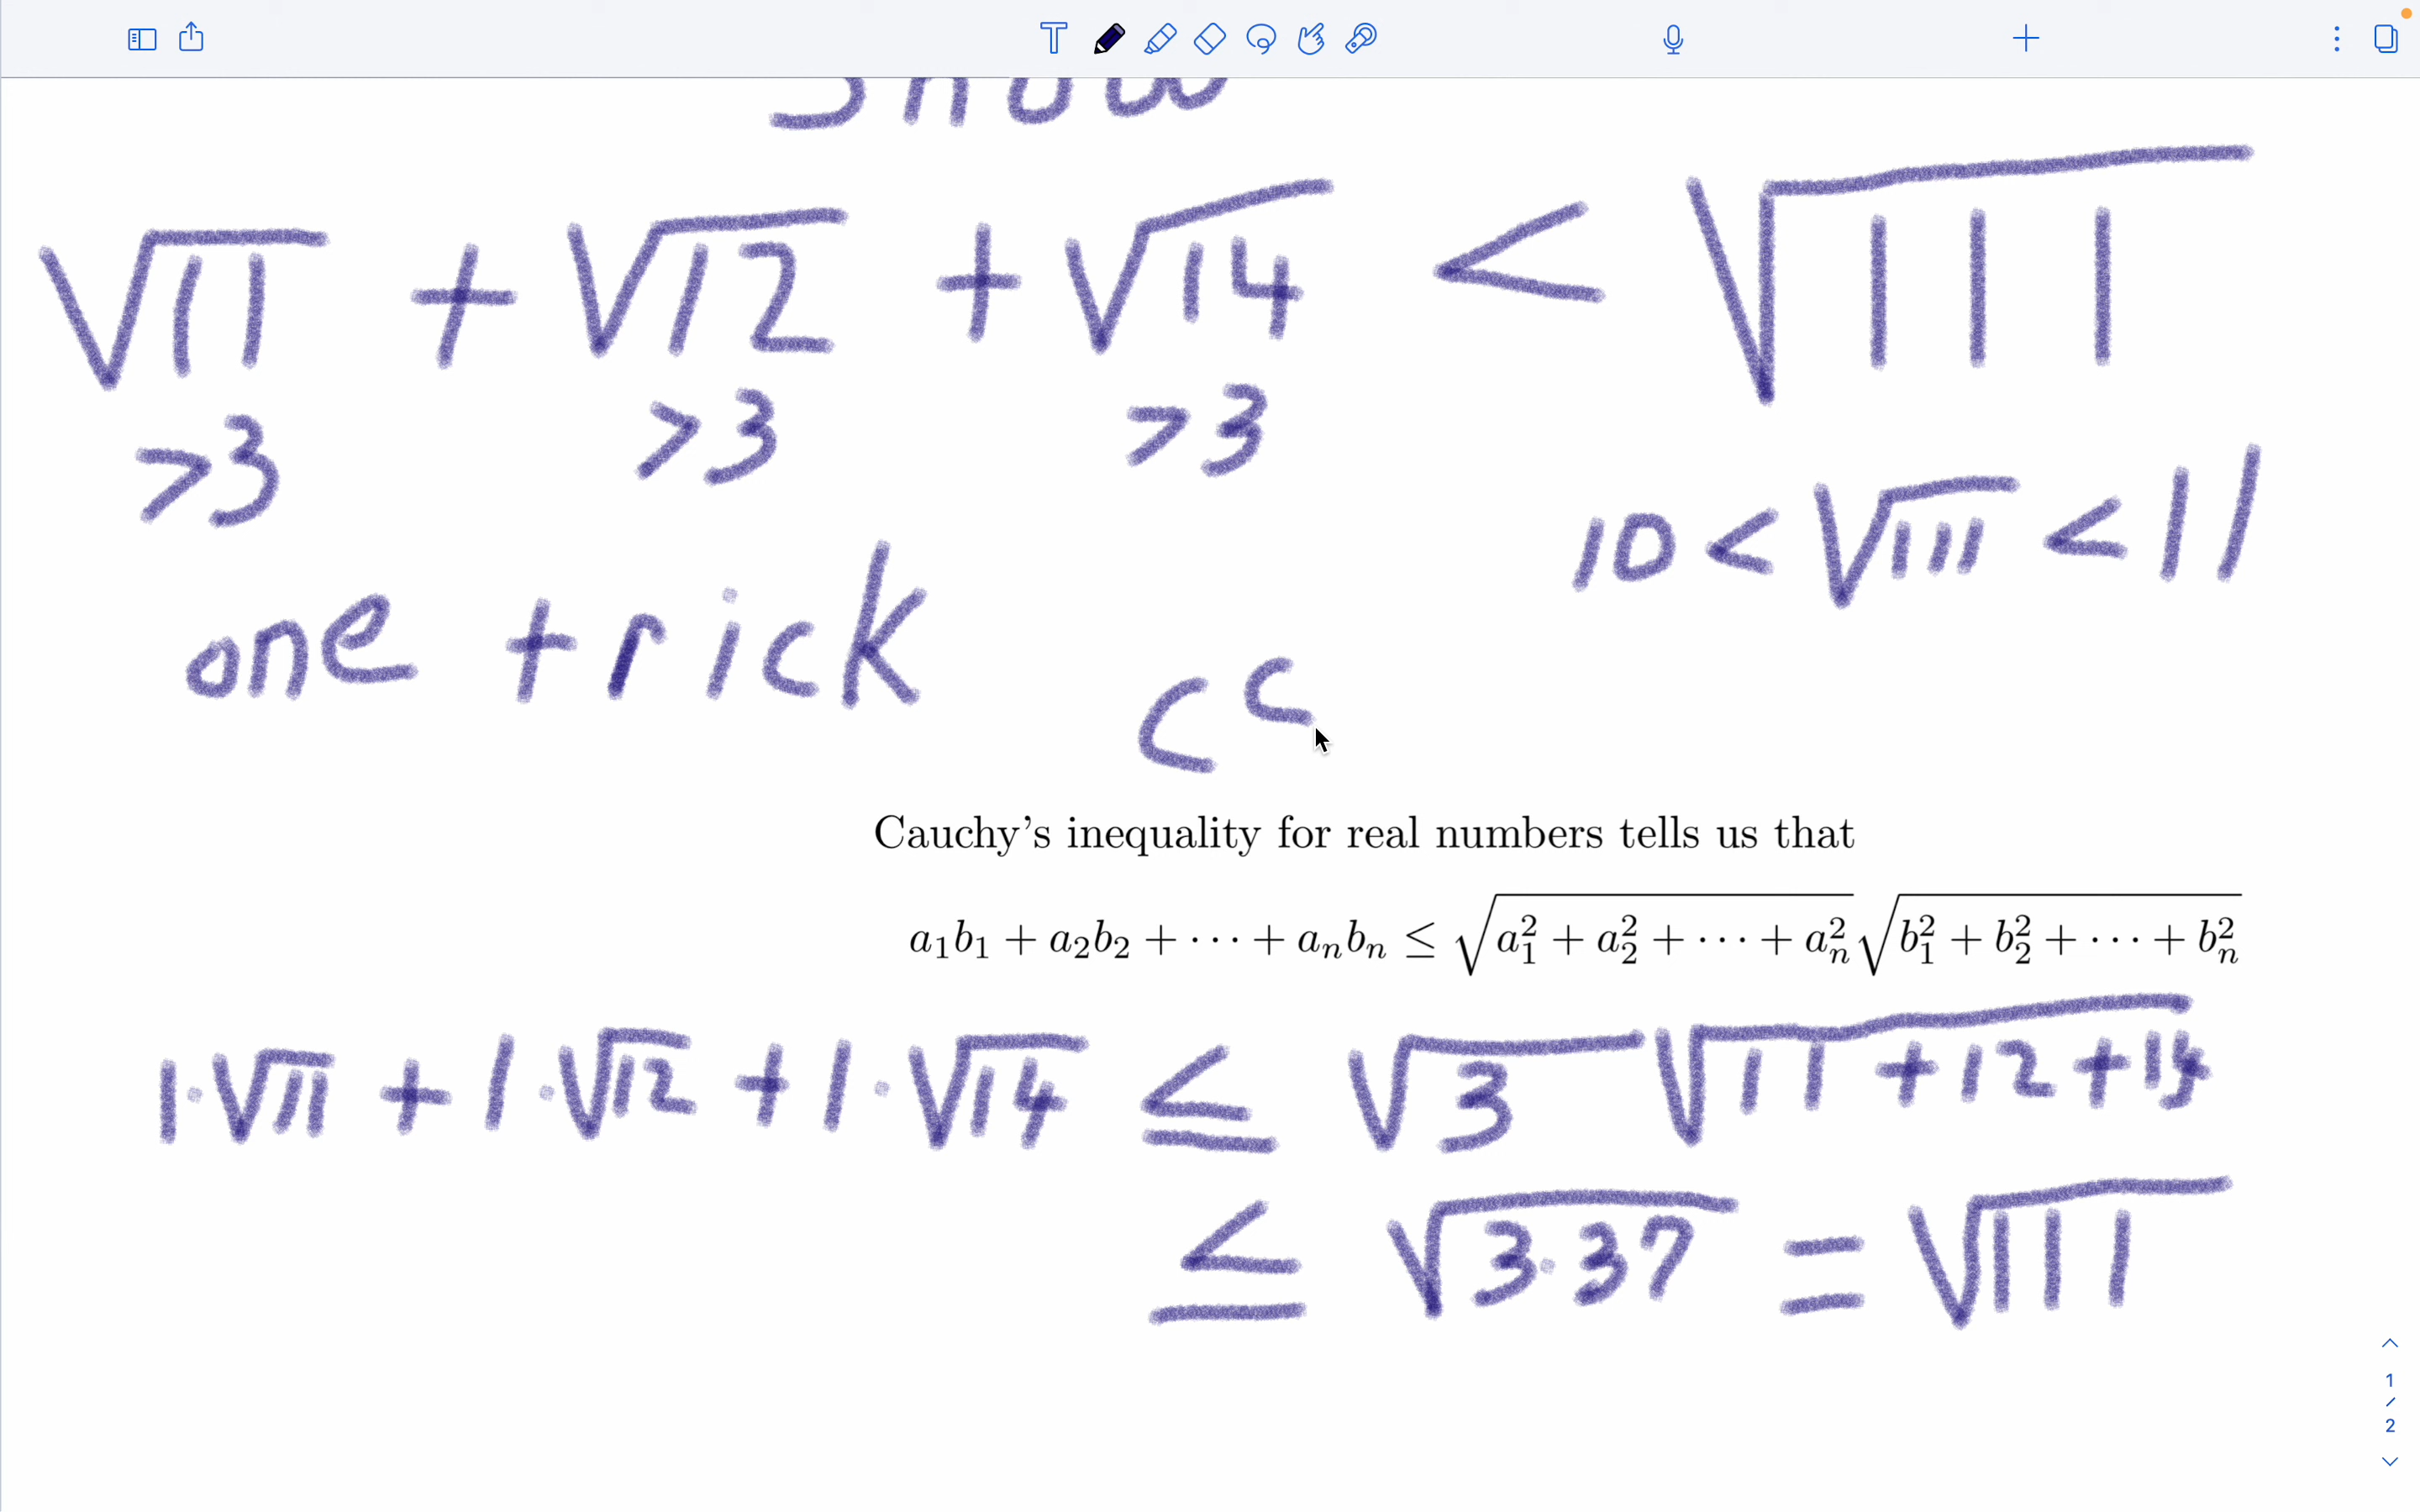 Show
√11 + √12 + √14 < √111
>3 >3 >3
10 < √111 < 11
one trick
c c
Cauchy's inequality for real numbers tells us that
a₁b₁ + a₂b₂ + ⋯ + aₙbₙ ≤ √(a₁² + a₂² + ⋯ + aₙ²) √(b₁² + b₂² + ⋯ + bₙ²)
1·√11 + 1·√12 + 1·√14 ≤ √3 √(11 + 12 + 14)
≤ √(3·37) = √111
1
/
2